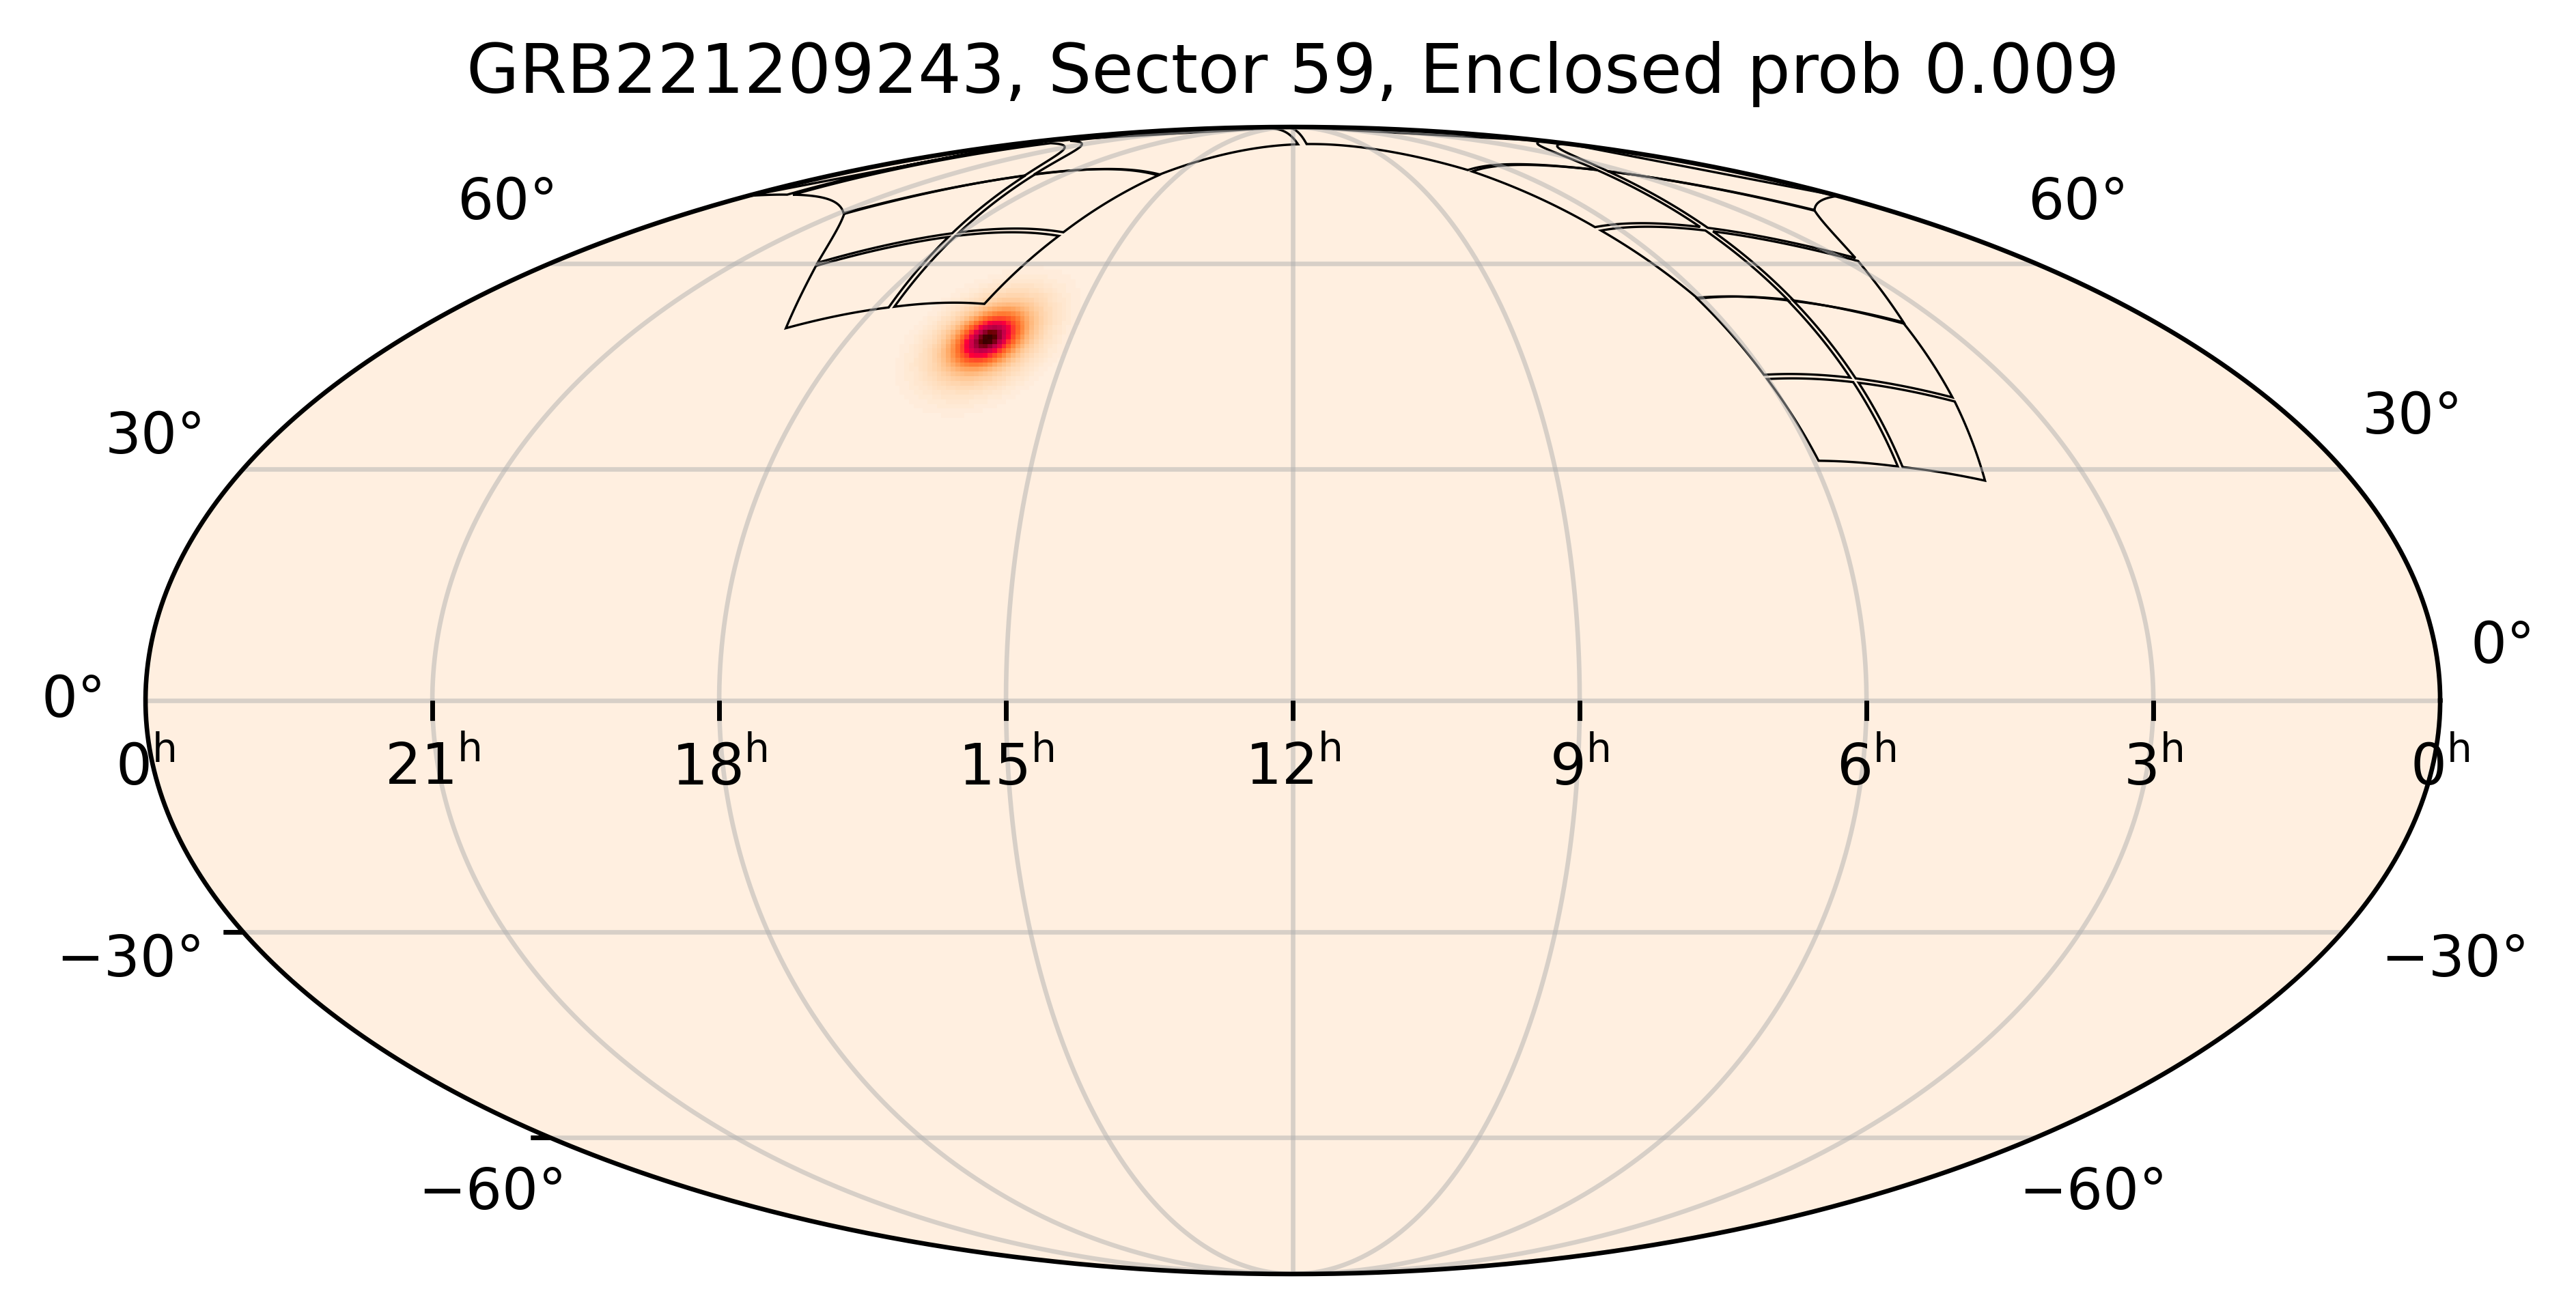 GRB221209243, Sector 59, Enclosed prob 0.009
60° 60°
30° 30°
0° 0°
0ʰ 21ʰ 18ʰ 15ʰ 12ʰ 9ʰ 6ʰ 3ʰ 0ʰ
−30° −30°
−60° −60°